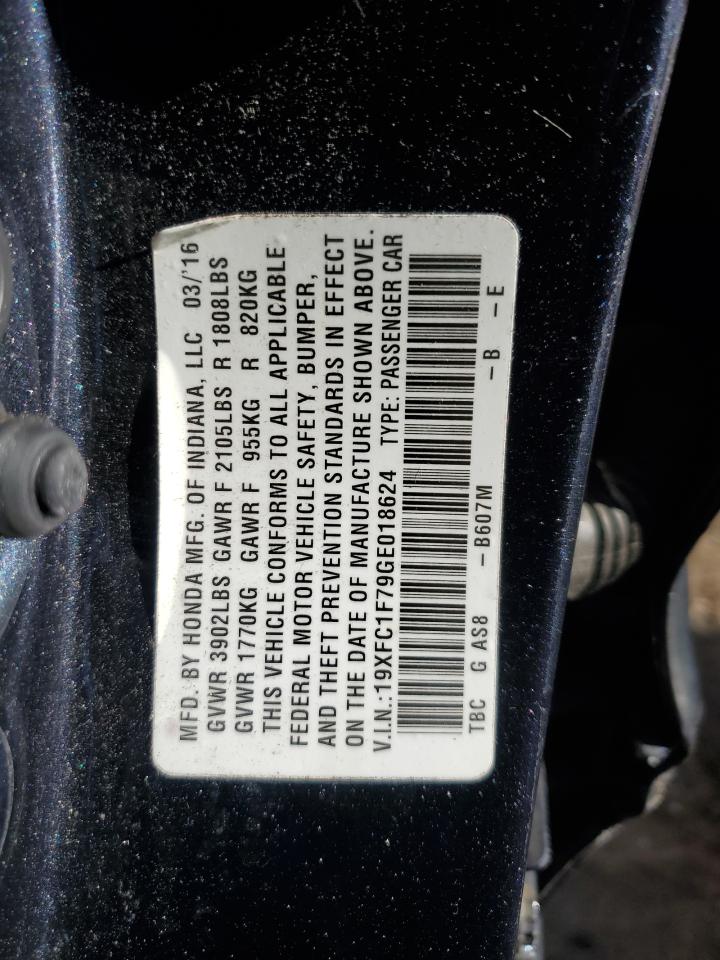 MFD. BY HONDA MFG. OF INDIANA, LLC 03/'16
GVWR 3902LBS GAWR F 2105LBS R 1808LBS
GVWR 1770KG GAWR F 955KG R 820KG
THIS VEHICLE CONFORMS TO ALL APPLICABLE
FEDERAL MOTOR VEHICLE SAFETY, BUMPER,
AND THEFT PREVENTION STANDARDS IN EFFECT
ON THE DATE OF MANUFACTURE SHOWN ABOVE.
V.I.N.:19XFC1F79GE018624 TYPE: PASSENGER CAR
TBC G AS8 -B607M -B -E